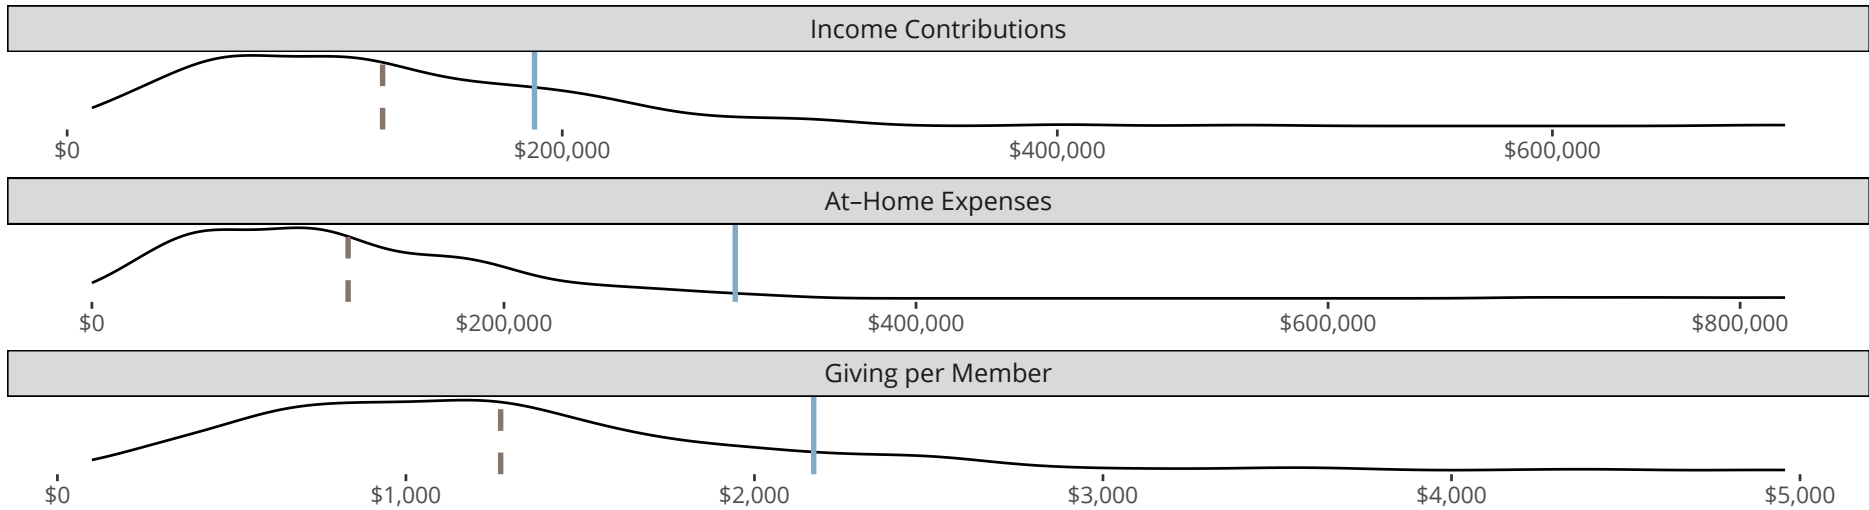 Income Contributions
$0 $200,000 $400,000 $600,000
At–Home Expenses
$0 $200,000 $400,000 $600,000 $800,000
Giving per Member
$0 $1,000 $2,000 $3,000 $4,000 $5,000